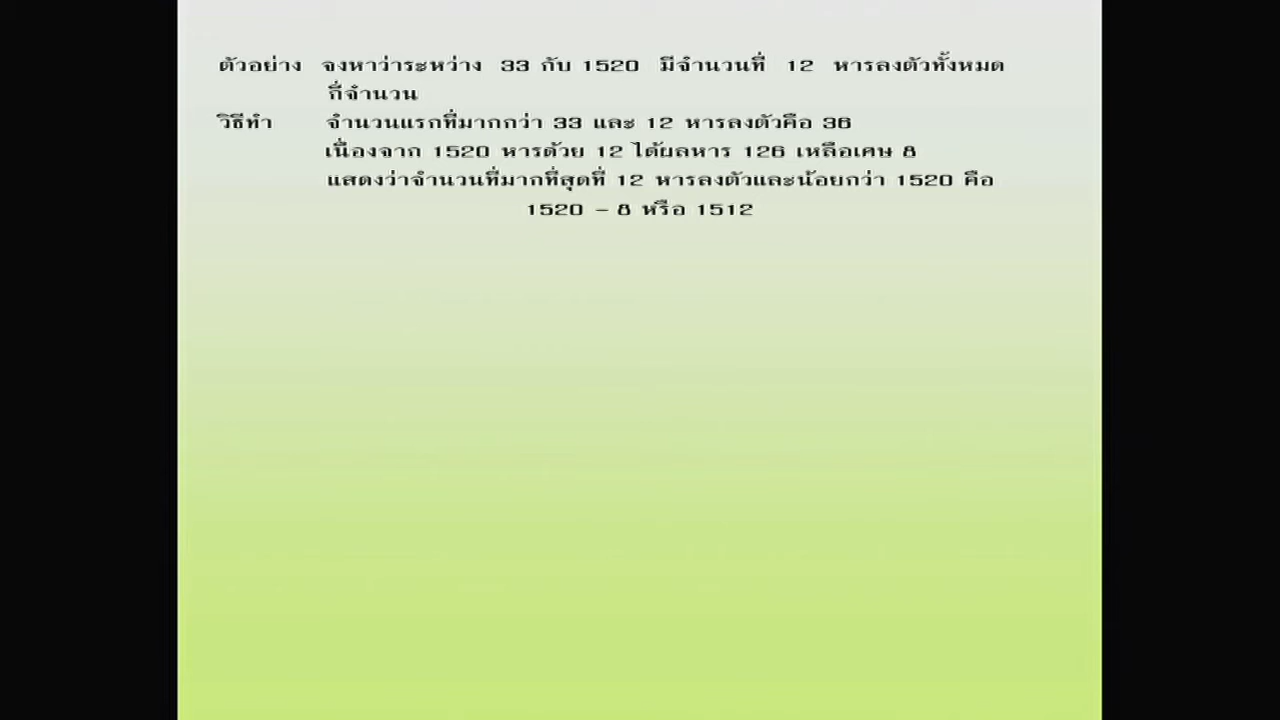 ตัวอย่าง จงหาว่าระหว่าง 33 กับ 1520 มีจำนวนที่ 12 หารลงตัวทั้งหมด
กี่จำนวน
วิธีทำ จำนวนแรกที่มากกว่า 33 และ 12 หารลงตัวคือ 36
เนื่องจาก 1520 หารด้วย 12 ได้ผลหาร 126 เหลือเศษ 8
แสดงว่าจำนวนที่มากที่สุดที่ 12 หารลงตัวและน้อยกว่า 1520 คือ
1520 – 8 หรือ 1512